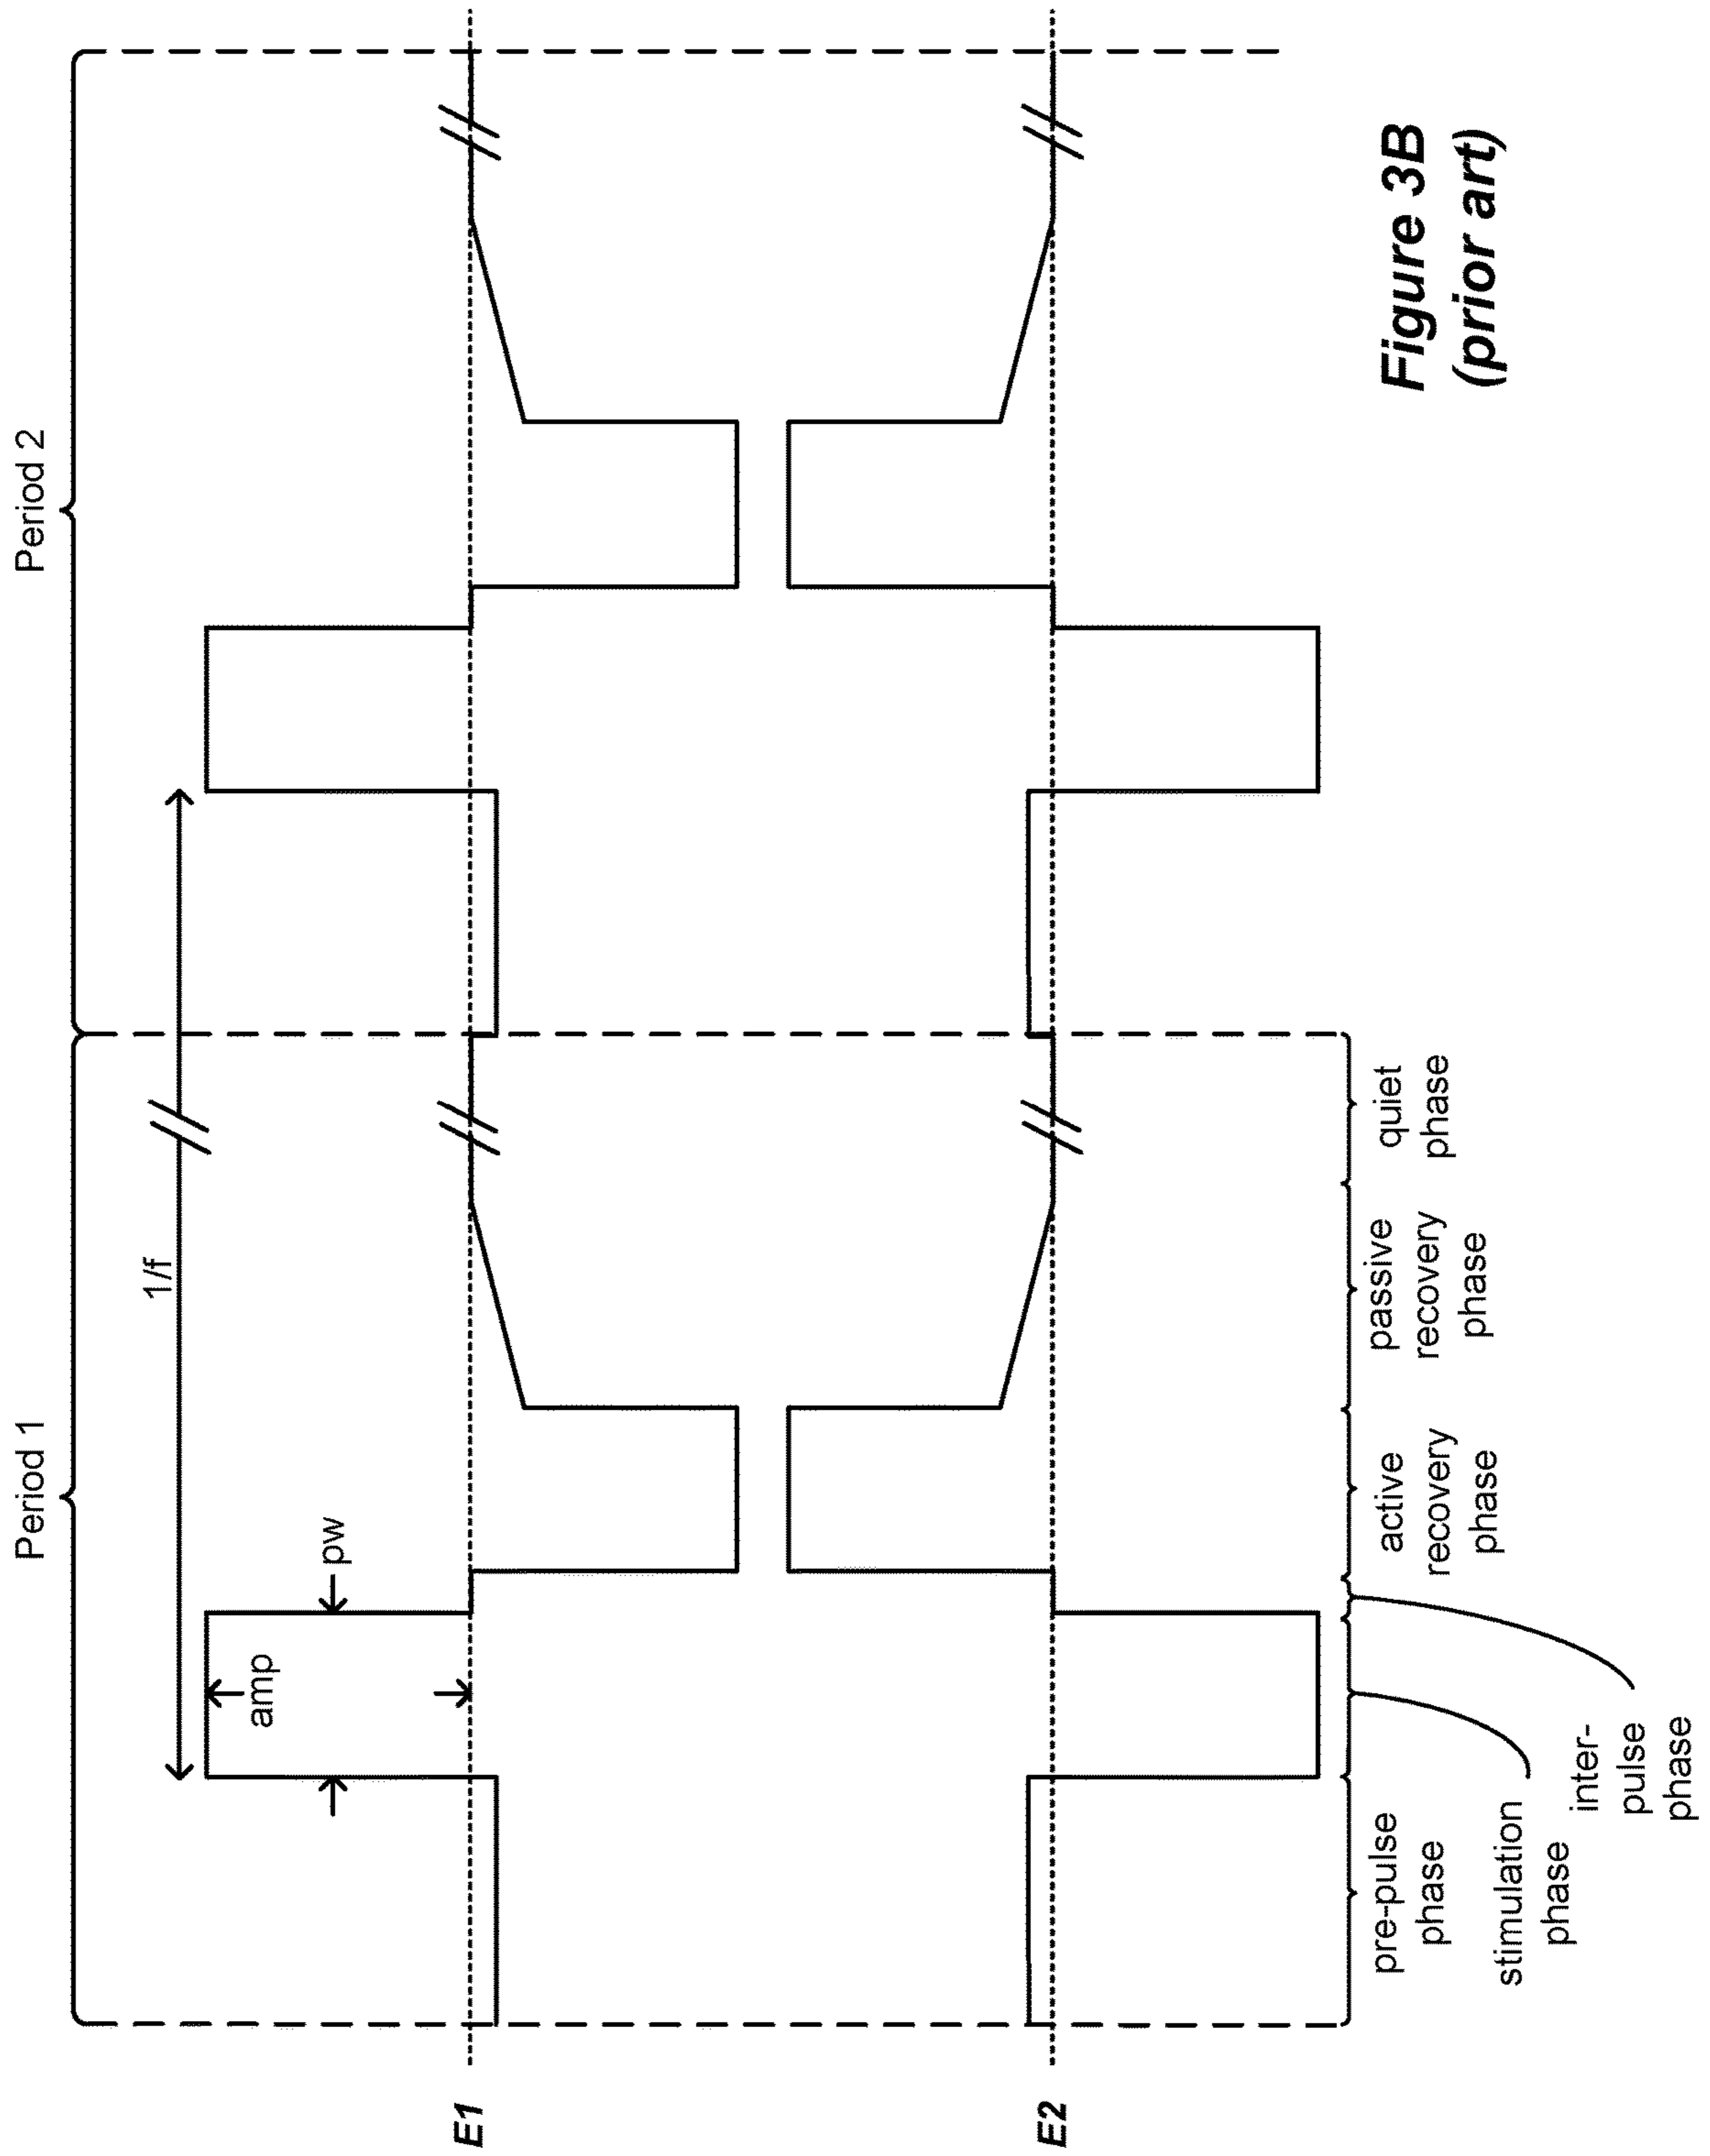 Period 1
Period 2
1/f
amp
pw
E1
E2
pre-pulse
phase
stimulation
phase
inter-
pulse
phase
active
recovery
phase
passive
recovery
phase
quiet
phase
Figure 3B
(prior art)